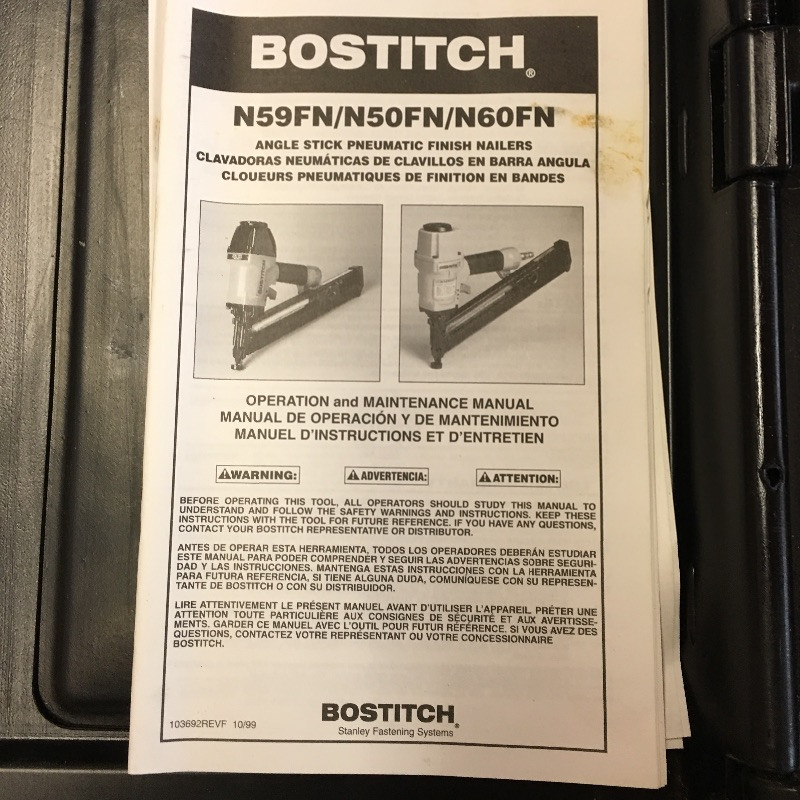 BOSTITCH®
N59FN/N50FN/N60FN
ANGLE STICK PNEUMATIC FINISH NAILERS
CLAVADORAS NEUMÁTICAS DE CLAVILLOS EN BARRA ANGULA
CLOUEURS PNEUMATIQUES DE FINITION EN BANDES
BOSTITCH
OPERATION and MAINTENANCE MANUAL
MANUAL DE OPERACIÓN Y DE MANTENIMIENTO
MANUEL D'INSTRUCTIONS ET D'ENTRETIEN
WARNING: ADVERTENCIA: ATTENTION:
BEFORE OPERATING THIS TOOL, ALL OPERATORS SHOULD STUDY THIS MANUAL TO
UNDERSTAND AND FOLLOW THE SAFETY WARNINGS AND INSTRUCTIONS. KEEP THESE
INSTRUCTIONS WITH THE TOOL FOR FUTURE REFERENCE. IF YOU HAVE ANY QUESTIONS,
CONTACT YOUR BOSTITCH REPRESENTATIVE OR DISTRIBUTOR.
ANTES DE OPERAR ESTA HERRAMIENTA, TODOS LOS OPERADORES DEBERÁN ESTUDIAR
ESTE MANUAL PARA PODER COMPRENDER Y SEGUIR LAS ADVERTENCIAS SOBRE SEGURI-
DAD Y LAS INSTRUCCIONES. MANTENGA ESTAS INSTRUCCIONES CON LA HERRAMIENTA
PARA FUTURA REFERENCIA, SI TIENE ALGUNA DUDA, COMUNÍQUESE CON SU REPRESEN-
TANTE DE BOSTITCH O CON SU DISTRIBUIDOR.
LIRE ATTENTIVEMENT LE PRÉSENT MANUEL AVANT D'UTILISER L'APPAREIL. PRÉTER UNE
ATTENTION TOUTE PARTICULIÈRE AUX CONSIGNES DE SÉCURITÉ ET AUX AVERTISSE-
MENTS. GARDER CE MANUEL AVEC L'OUTIL POUR FUTUR RÉFÉRENCE. SI VOUS AVEZ DES
QUESTIONS, CONTACTEZ VOTRE REPRÉSENTANT OU VOTRE CONCESSIONNAIRE
BOSTITCH.
BOSTITCH®
Stanley Fastening Systems
103692REVF 10/99